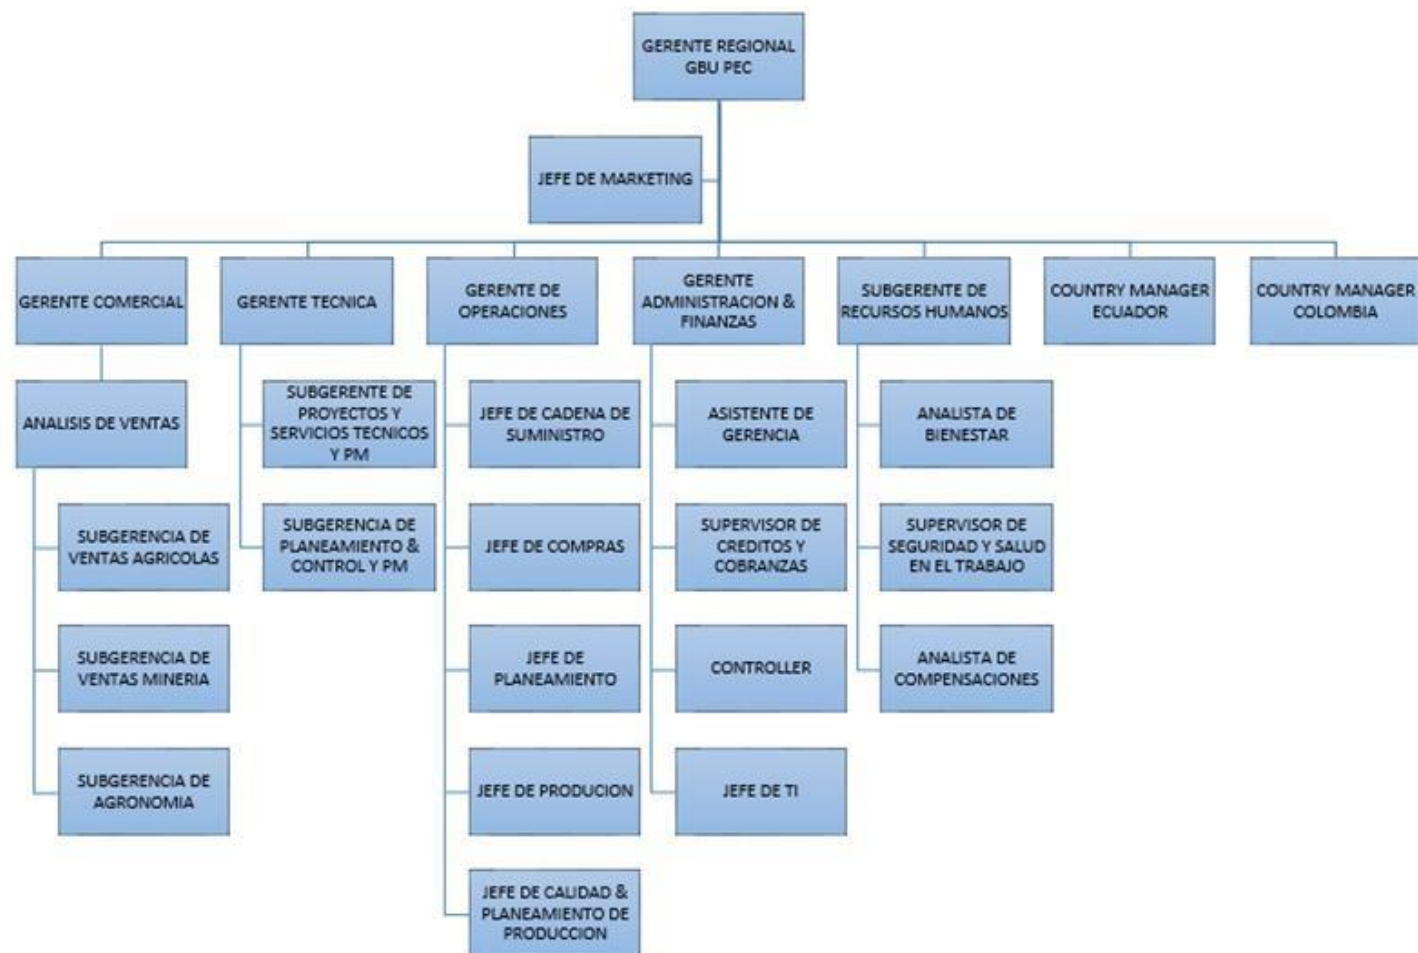 GERENTE REGIONAL
GBU PEC
JEFE DE MARKETING
GERENTE COMERCIAL
GERENTE TECNICA
GERENTE DE
OPERACIONES
GERENTE
ADMINISTRACION &
FINANZAS
SUBGERENTE DE
RECURSOS HUMANOS
COUNTRY MANAGER
ECUADOR
COUNTRY MANAGER
COLOMBIA
ANALISIS DE VENTAS
SUBGERENCIA DE
VENTAS AGRICOLAS
SUBGERENCIA DE
VENTAS MINERIA
SUBGERENCIA DE
AGRONOMIA
SUBGERENTE DE
PROYECTOS Y
SERVICIOS TECNICOS
Y PM
SUBGERENCIA DE
PLANEAMIENTO &
CONTROL Y PM
JEFE DE CADENA DE
SUMINISTRO
JEFE DE COMPRAS
JEFE DE
PLANEAMIENTO
JEFE DE PRODUCION
JEFE DE CALIDAD &
PLANEAMIENTO DE
PRODUCCION
ASISTENTE DE
GERENCIA
SUPERVISOR DE
CREDITOS Y
COBRANZAS
CONTROLLER
JEFE DE TI
ANALISTA DE
BIENESTAR
SUPERVISOR DE
SEGURIDAD Y SALUD
EN EL TRABAJO
ANALISTA DE
COMPENSACIONES